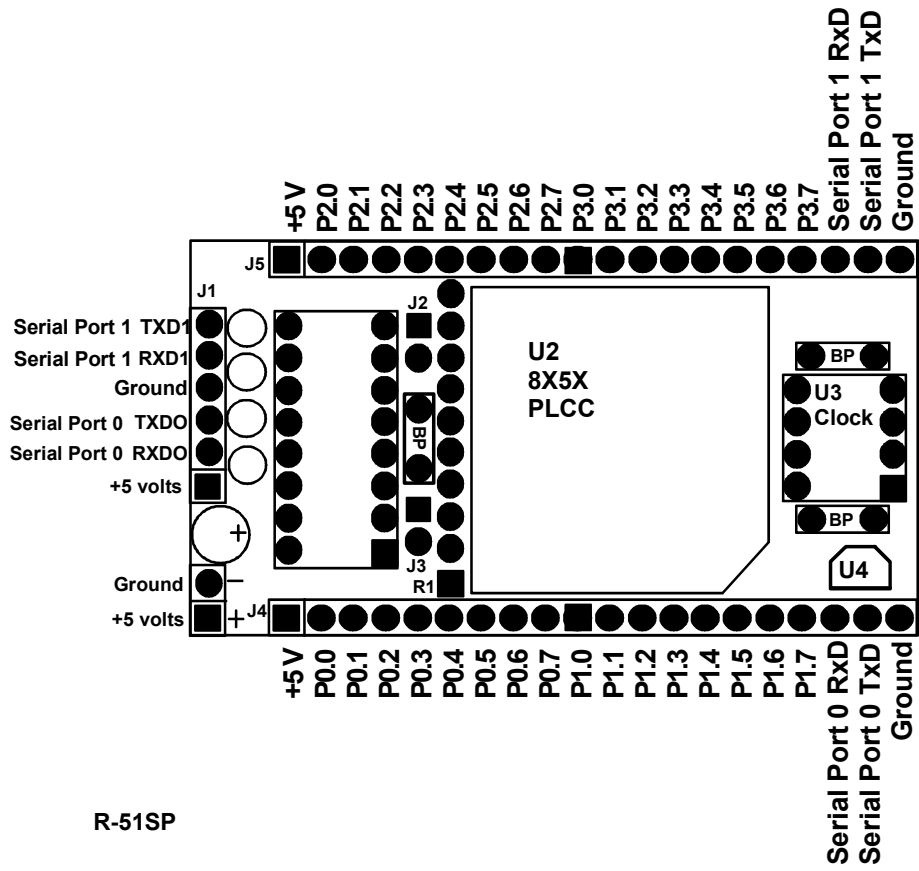 Serial Port 1 RxD
Serial Port 1 TxD
Ground
+5 V
P2.0
P2.1
P2.2
P2.3
P2.4
P2.5
P2.6
P2.7
P3.0
P3.1
P3.2
P3.3
P3.4
P3.5
P3.6
P3.7
J5
J1
J2
Serial Port 1 TXD1
Serial Port 1 RXD1
Ground
Serial Port 0 TXDO
Serial Port 0 RXDO
+5 volts
+
Ground
−
+5 volts
+
J4
BP
J3
R1
U2
8X5X
PLCC
BP
U3
Clock
BP
U4
+5 V
P0.0
P0.1
P0.2
P0.3
P0.4
P0.5
P0.6
P0.7
P1.0
P1.1
P1.2
P1.3
P1.4
P1.5
P1.6
P1.7
Serial Port 0 RxD
Serial Port 0 TxD
Ground
R-51SP